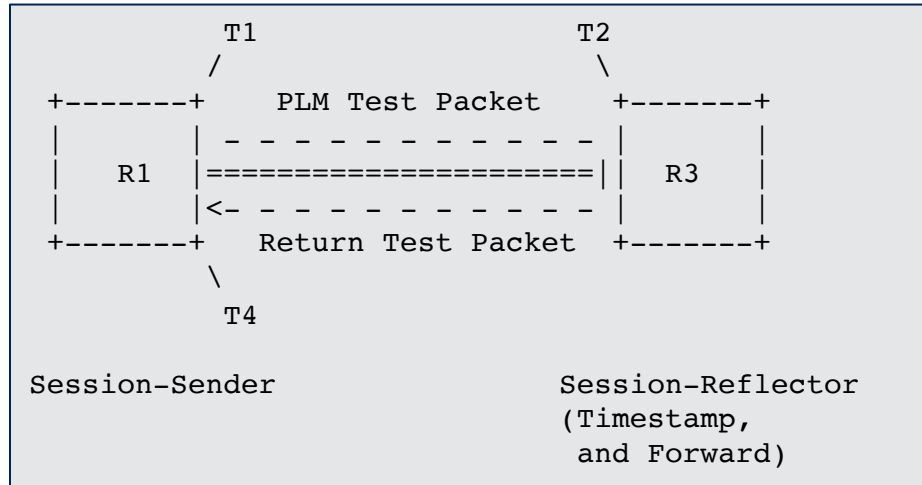 T1 T2
/ \
+-------+ PLM Test Packet +-------+
| | - - - - - - - - - - - - | |
| R1 |======================|| R3 |
| |<- - - - - - - - - - - - | |
+-------+ Return Test Packet +-------+
\
T4
Session-Sender Session-Reflector
(Timestamp,
and Forward)